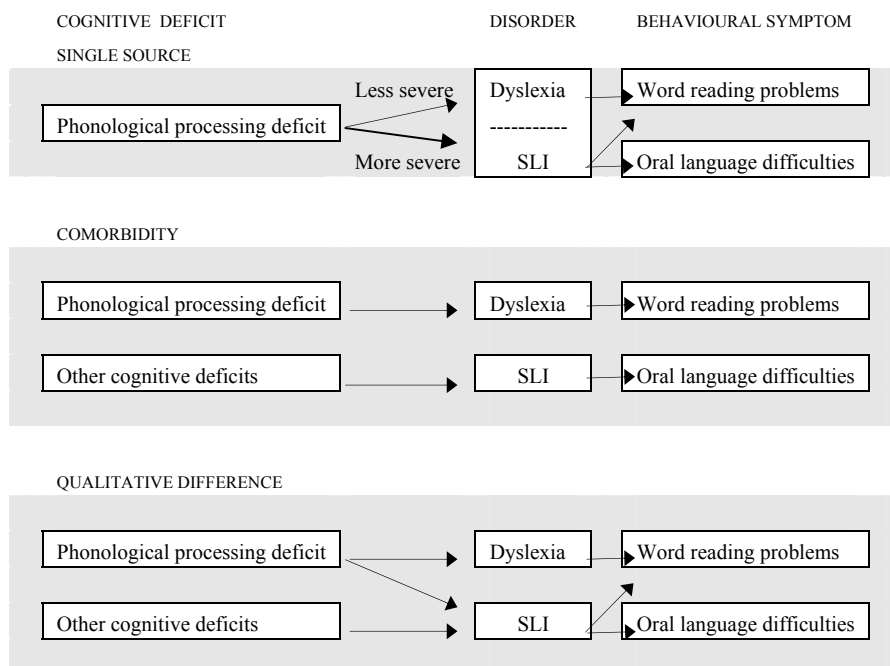 COGNITIVE DEFICIT DISORDER BEHAVIOURAL SYMPTOM
SINGLE SOURCE
Less severe Dyslexia Word reading problems
Phonological processing deficit -----------
More severe SLI Oral language difficulties
COMORBIDITY
Phonological processing deficit Dyslexia Word reading problems
Other cognitive deficits SLI Oral language difficulties
QUALITATIVE DIFFERENCE
Phonological processing deficit Dyslexia Word reading problems
Other cognitive deficits SLI Oral language difficulties